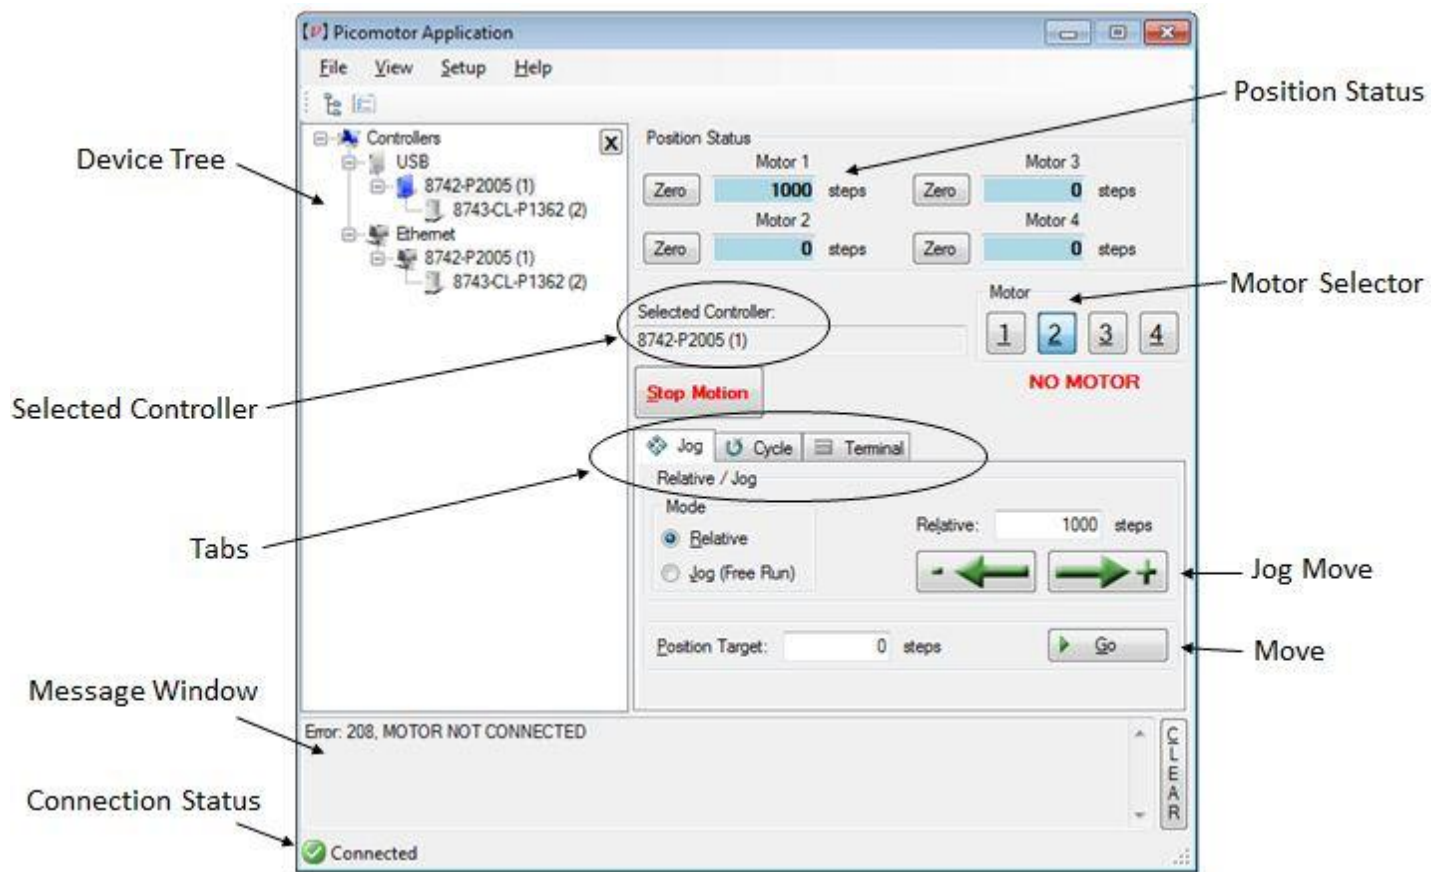 [ν] Picomotor Application
File View Setup Help
Position Status
Device Tree
Controllers
USB
8742-P2005 (1)
8743-CL-P1362 (2)
Ethernet
8742-P2005 (1)
8743-CL-P1362 (2)
X
Position Status
Motor 1 Motor 3
Zero 1000 steps Zero 0 steps
Motor 2 Motor 4
Zero 0 steps Zero 0 steps
Motor Selector
Selected Controller:
8742-P2005 (1)
Motor
1 2 3 4
NO MOTOR
Selected Controller
Stop Motion
Jog Cycle Terminal
Relative / Jog
Mode
Relative
Jog (Free Run)
Relative: 1000 steps
- +
Tabs
Jog Move
Position Target: 0 steps Go
Move
Message Window
Error: 208, MOTOR NOT CONNECTED
CLEAR
Connection Status
Connected